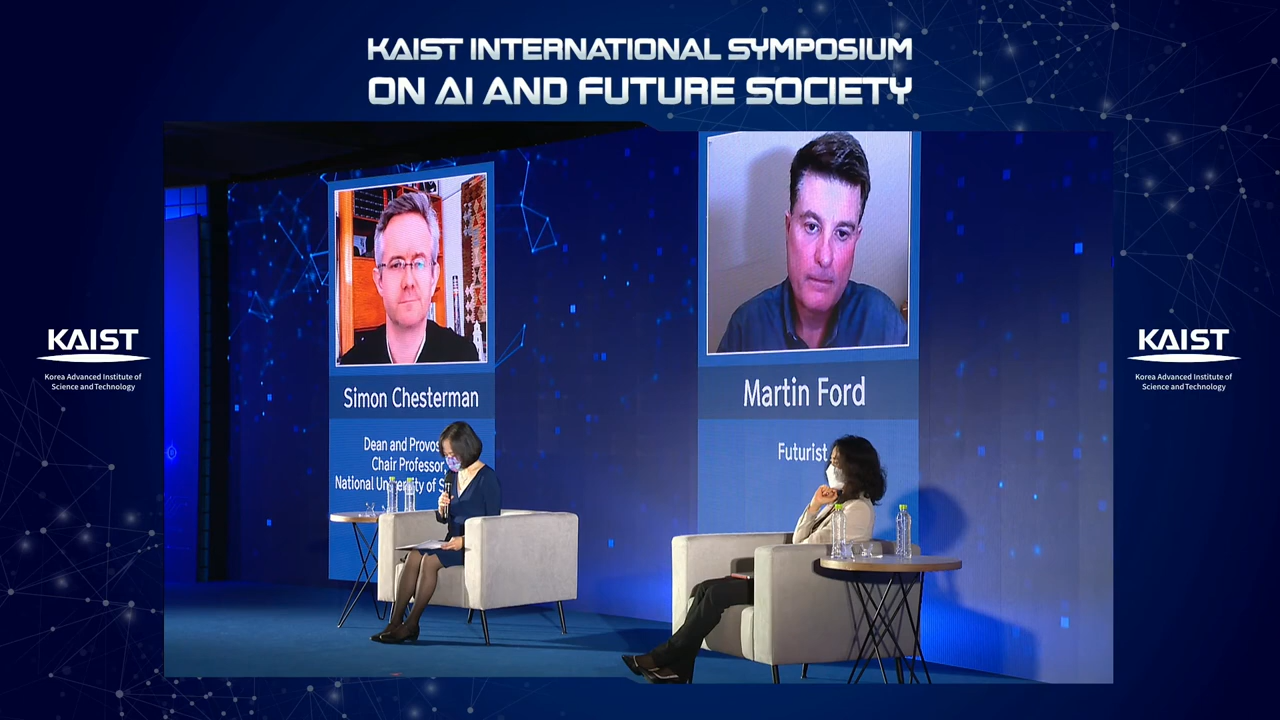 KAIST INTERNATIONAL SYMPOSIUM
ON AI AND FUTURE SOCIETY
KAIST
Korea Advanced Institute of
Science and Technology
Simon Chesterman
Dean and Provos
Chair Professor,
National of S
Martin Ford
Futurist
KAIST
Korea Advanced Institute of
Science and Technology